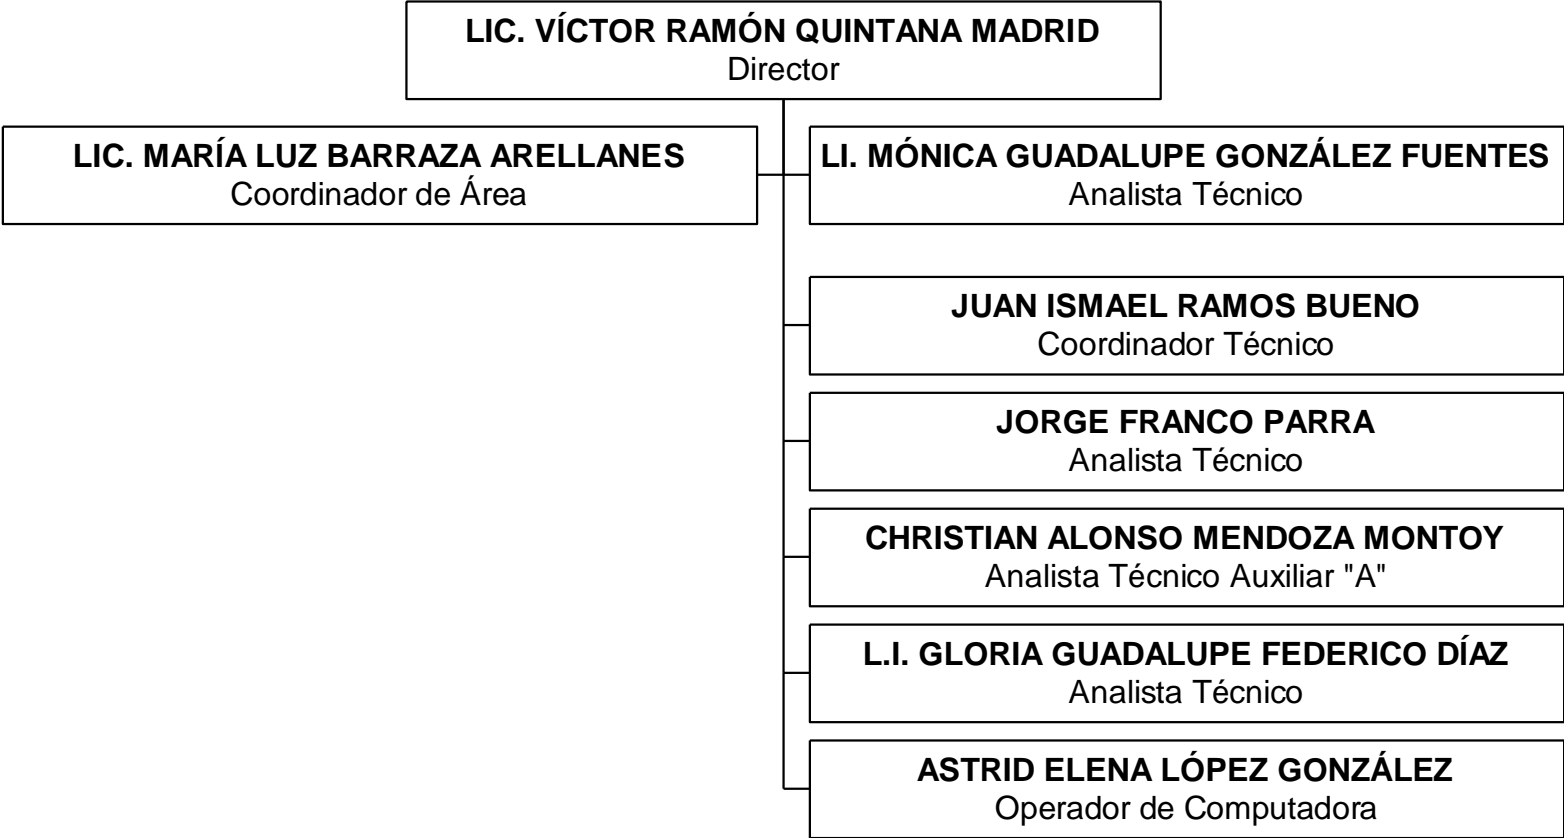 LIC. VÍCTOR RAMÓN QUINTANA MADRID
Director
LIC. MARÍA LUZ BARRAZA ARELLANES
Coordinador de Área
LI. MÓNICA GUADALUPE GONZÁLEZ FUENTES
Analista Técnico
JUAN ISMAEL RAMOS BUENO
Coordinador Técnico
JORGE FRANCO PARRA
Analista Técnico
CHRISTIAN ALONSO MENDOZA MONTOY
Analista Técnico Auxiliar "A"
L.I. GLORIA GUADALUPE FEDERICO DÍAZ
Analista Técnico
ASTRID ELENA LÓPEZ GONZÁLEZ
Operador de Computadora